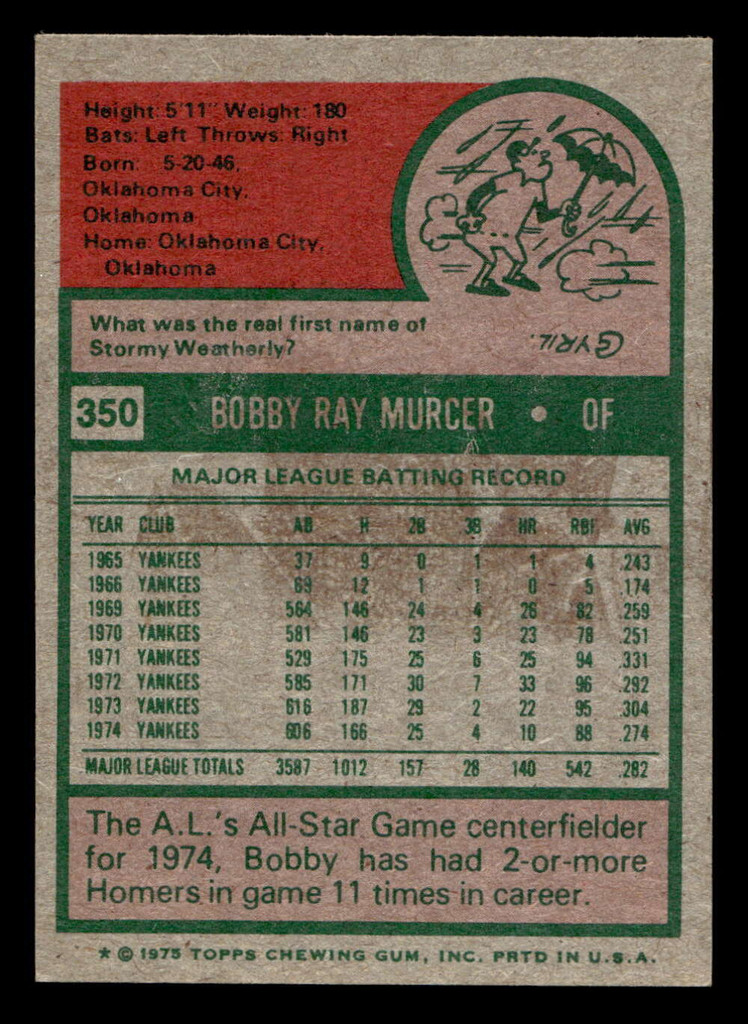 Height: 5'11" Weight: 180
Bats: Left Throws: Right
Born: 5-20-46,
Oklahoma City,
Oklahoma
Home: Oklahoma City,
Oklahoma
What was the real first name of
Stormy Weatherly?
CYRIL.
350 BOBBY RAY MURCER • OF
MAJOR LEAGUE BATTING RECORD
YEAR CLUB AB H 2B 3B HR RBI AVG
1965 YANKEES 37 9 0 1 1 4 .243
1966 YANKEES 69 12 1 1 0 5 .174
1969 YANKEES 564 146 24 4 26 82 .259
1970 YANKEES 581 146 23 3 23 78 .251
1971 YANKEES 529 175 25 6 25 94 .331
1972 YANKEES 585 171 30 7 33 96 .292
1973 YANKEES 616 187 29 2 22 95 .304
1974 YANKEES 606 166 25 4 10 88 .274
MAJOR LEAGUE TOTALS 3587 1012 157 28 140 542 .282
The A.L.'s All-Star Game centerfielder
for 1974, Bobby has had 2-or-more
Homers in game 11 times in career.
* © 1975 TOPPS CHEWING GUM, INC. PRTD IN U.S.A.